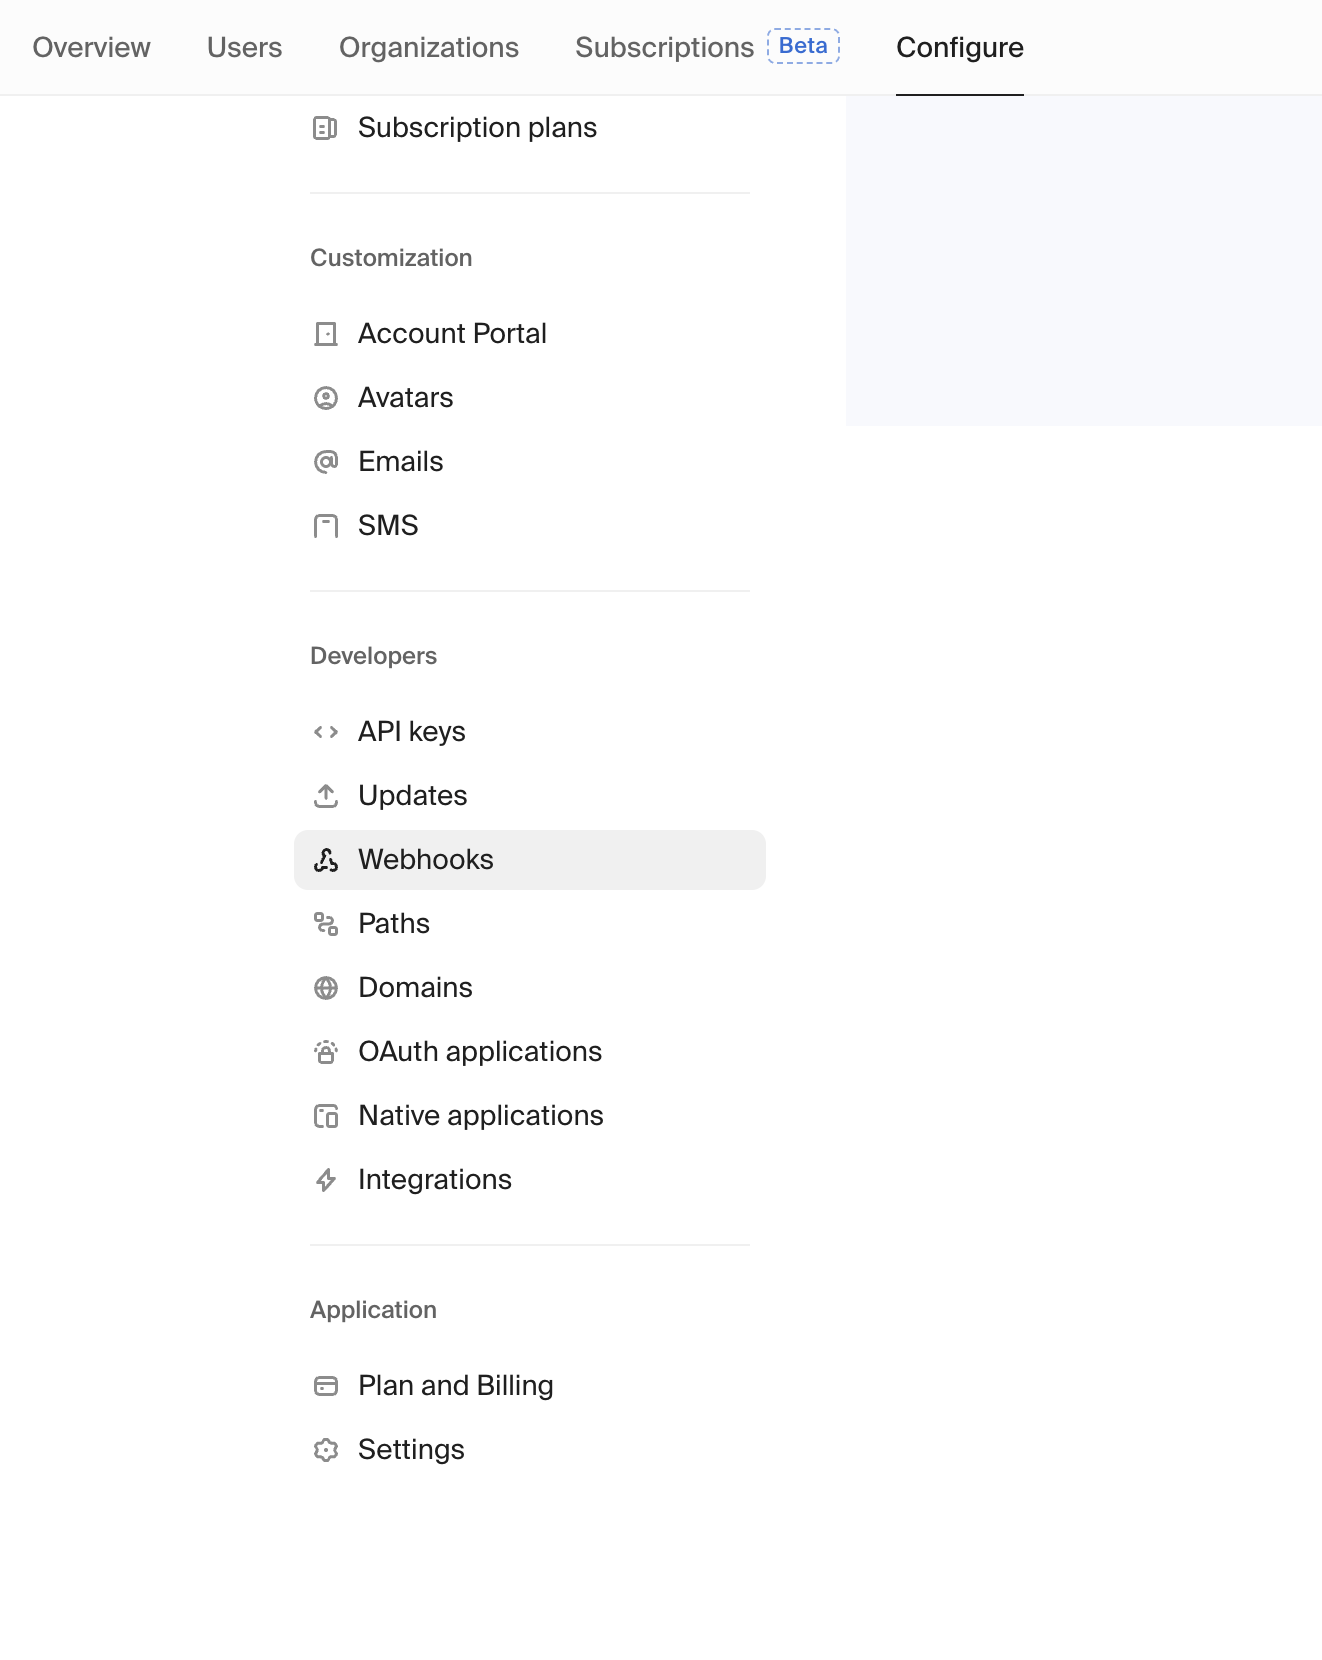 Overview Users Organizations Subscriptions Beta Configure
Subscription plans
Customization
Account Portal
Avatars
Emails
SMS
Developers
API keys
Updates
Webhooks
Paths
Domains
OAuth applications
Native applications
Integrations
Application
Plan and Billing
Settings